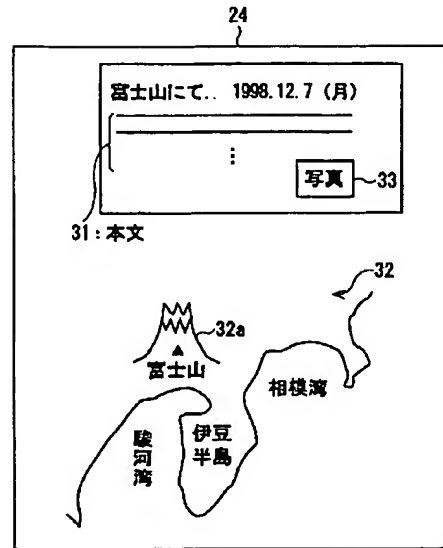 24
富士山にて.. 1998.12.7 (月)
⋮
写真
33
31:本文
32
32a
富士山
相模湾
伊豆
半島
駿河湾